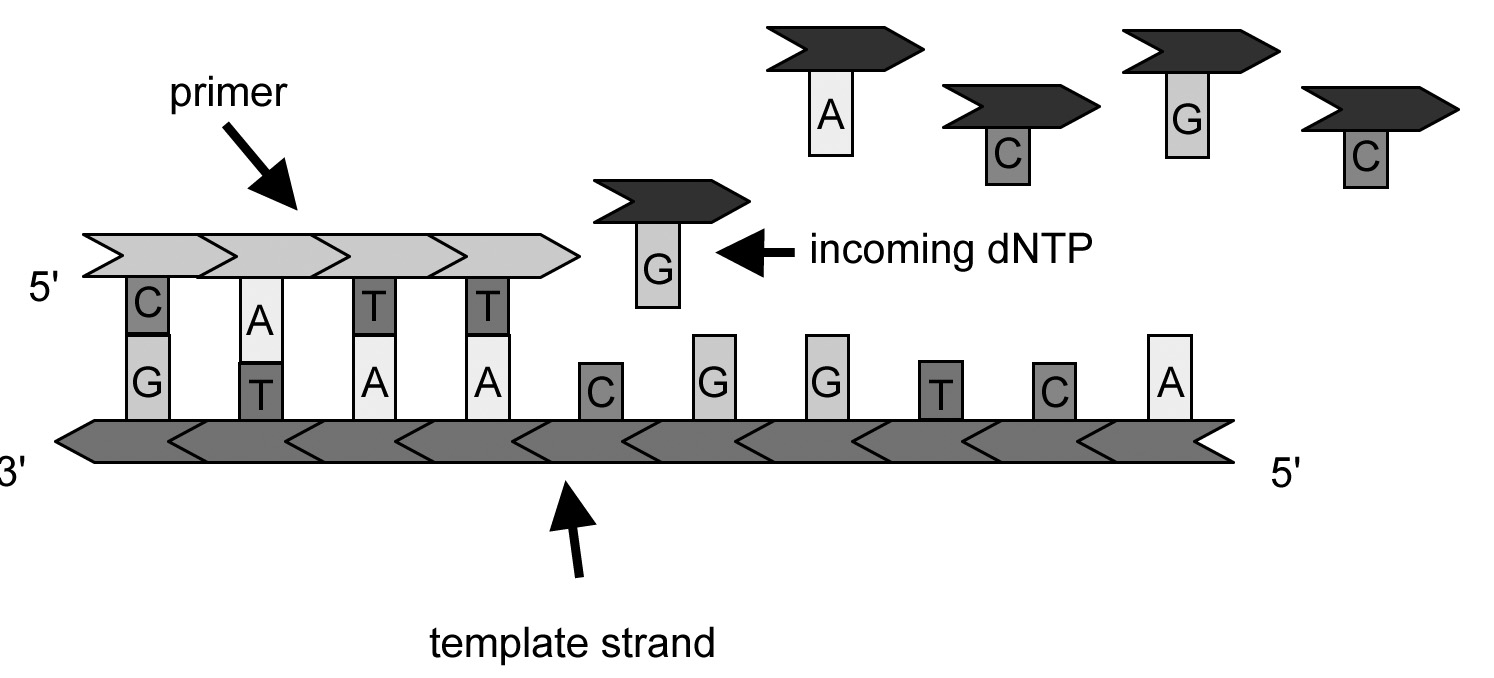 A
C
G
C
primer
G
incoming dNTP
5'
C A T T
G T A A C G G T C A
3'
5'
template strand